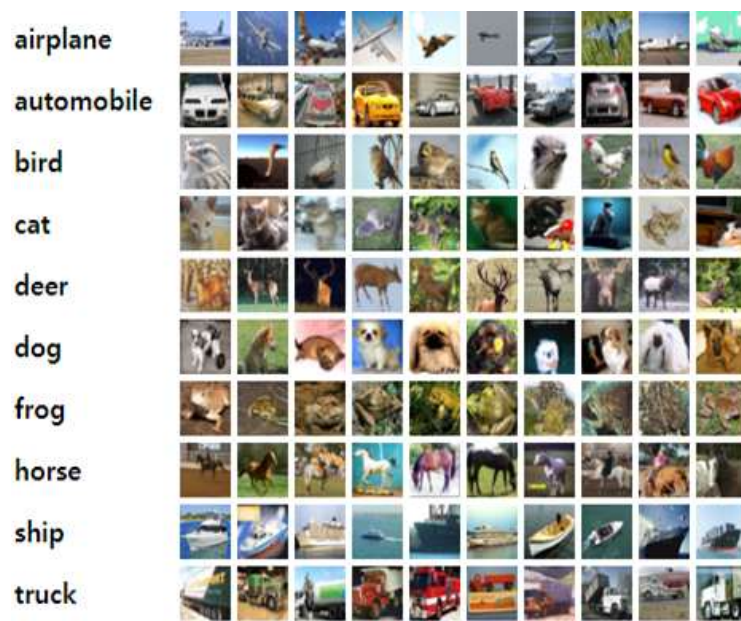 airplane
automobile
bird
cat
deer
dog
frog
horse
ship
truck